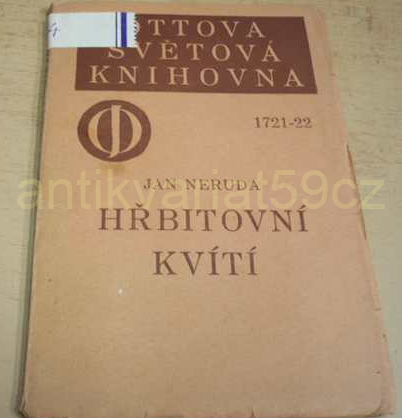 OTTOVA
SVĚTOVÁ
KNIHOVNA
1721-22
JAN NERUDA
HŘBITOVNÍ
KVÍTÍ
antikvariat59cz